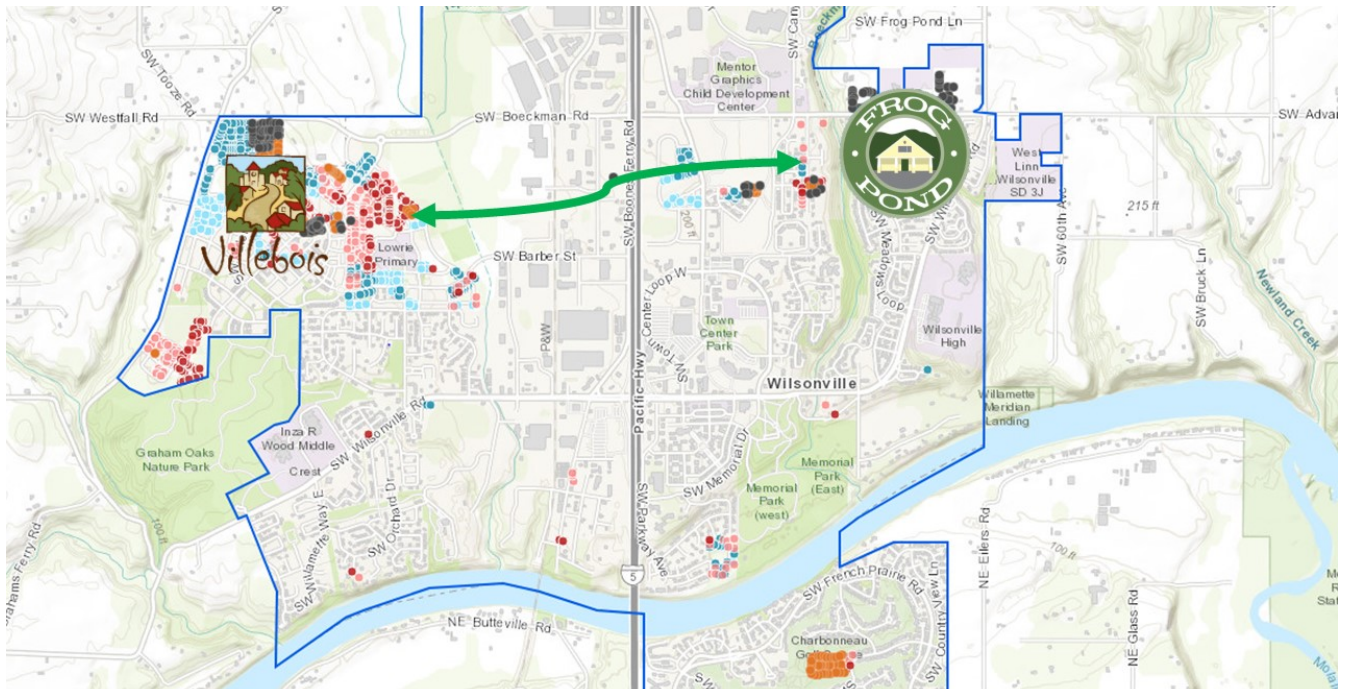 SW Frog Pond Ln
SW Tooze Rd
Mentor
Graphics
Child Development
Center
SW Westfall Rd
SW Boeckman Rd
SW Boones Ferry Rd
FROG
POND
West
Linn
Wilsonville
SD 3J
SW 60th Ave
215 ft
200 ft
Villebois
Lowrie
Primary
SW Barber St
SW Meadows Loop
SW Bruck Ln
Newland Creek
P&W
Center Loop W
SW Town
Town
Center
Park
Wilsonville
High
Pacific Hwy
Wilsonville
Willamette
Meridian
Landing
Inza R
Wood Middle
Crest
SW Wilsonville Rd
Graham Oaks
Nature Park
SW Memorial Dr
Memorial
Park
(East)
Memorial
Park
(west)
SW Willamette Way E
SW Orchard Dr
SW Parkway Ave
100 ft
Grahams Ferry Rd
5
NE Eilers Rd
100 ft
SW French Prairie Rd
SW Country View Ln
NE Glass Rd
NE Butteville Rd
Charbonneau